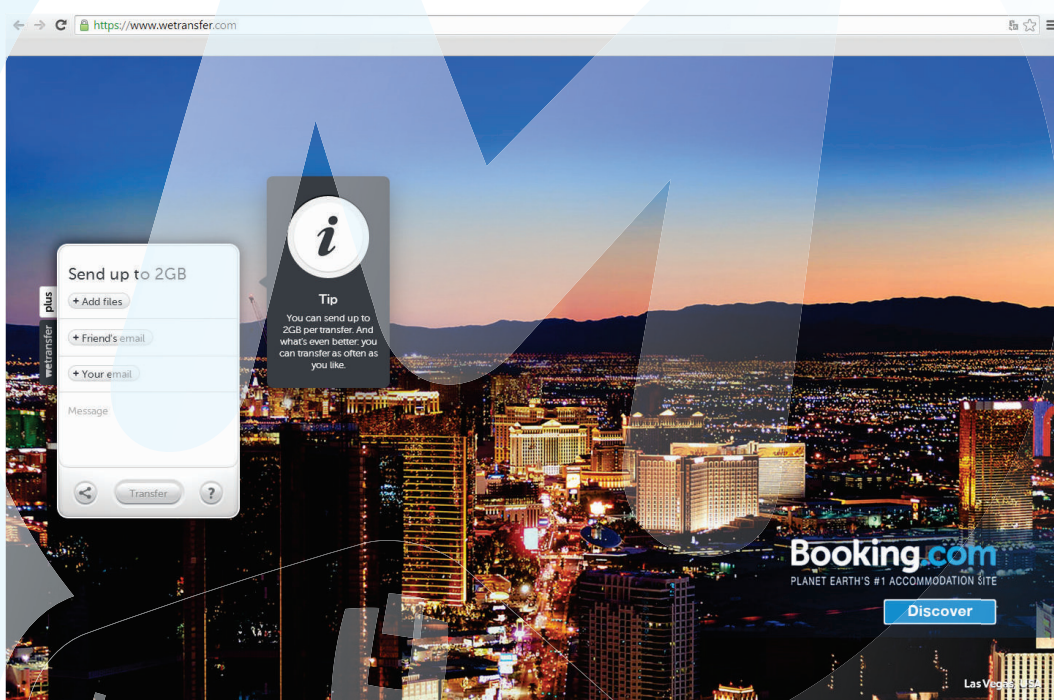 https://www.wetransfer.com
Send up to 2GB
+ Add files
+ Friend's email
+ Your email
Message
Transfer
?
plus
wetransfer
i
Tip
You can send up to
2GB per transfer. And
what's even better: you
can transfer as often as
you like.
Booking.com
PLANET EARTH'S #1 ACCOMMODATION SITE
Discover
Las Vegas, USA